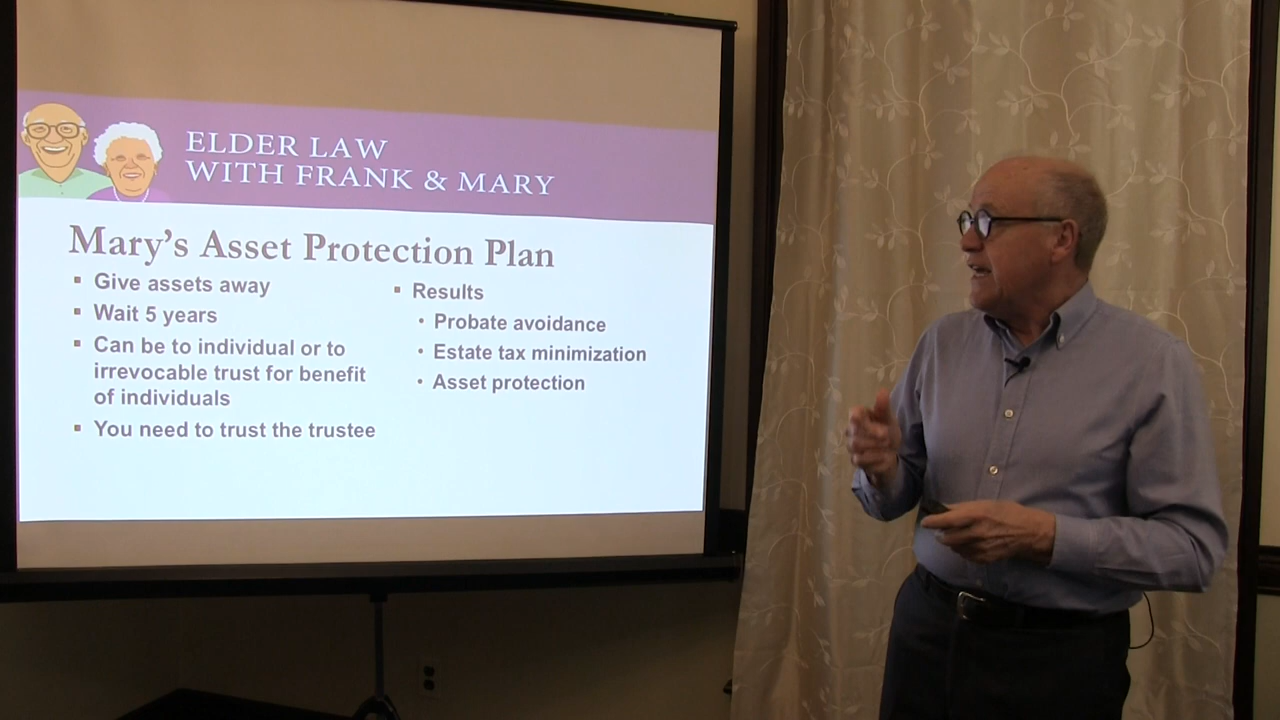 ELDER LAW
WITH FRANK & MARY
Mary's Asset Protection Plan
▪ Give assets away
▪ Wait 5 years
▪ Can be to individual or to
irrevocable trust for benefit
of individuals
▪ You need to trust the trustee
▪ Results
• Probate avoidance
• Estate tax minimization
• Asset protection